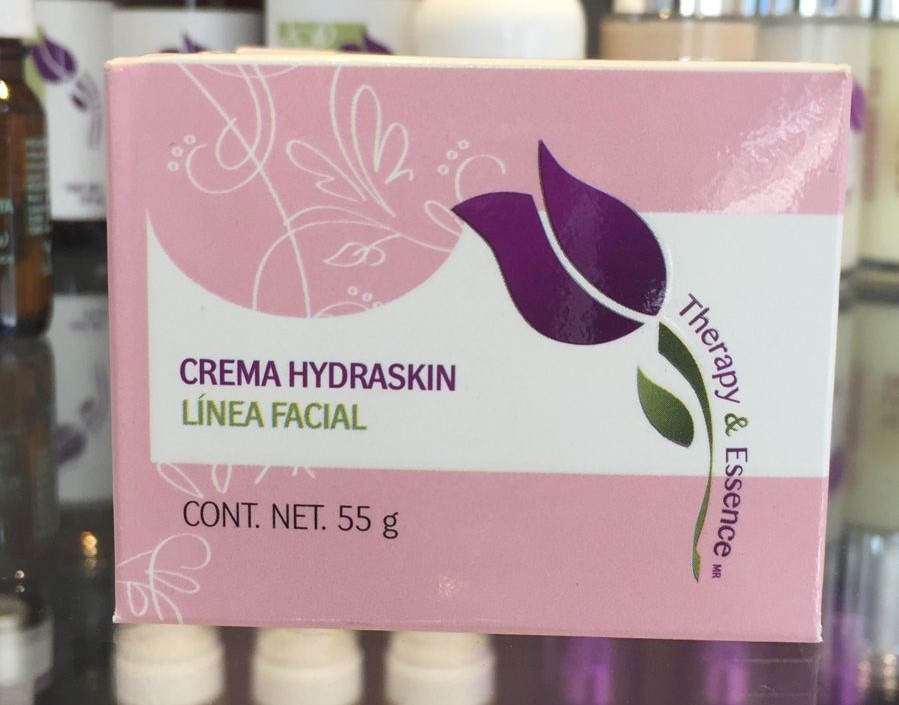 CREMA HYDRASKIN
LÍNEA FACIAL
CONT. NET. 55 g
Therapy & Essence MR